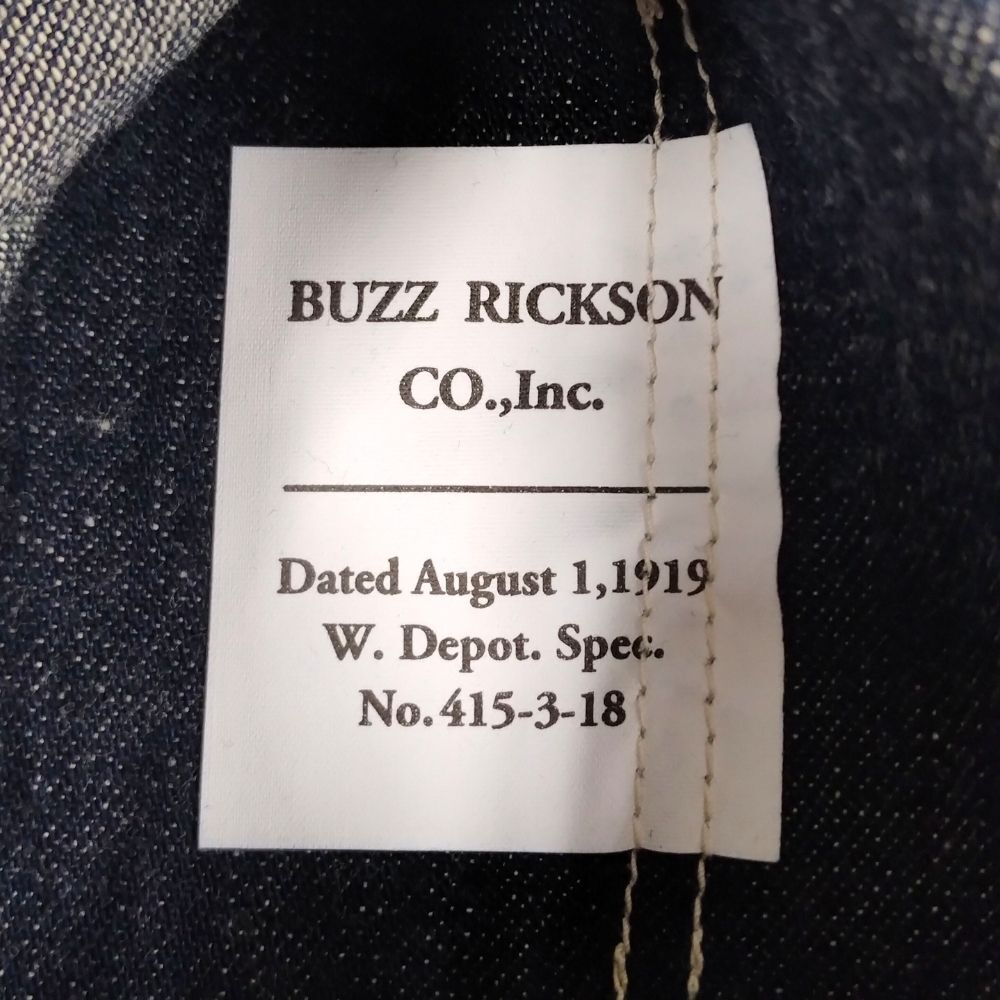 BUZZ RICKSON
CO.,Inc.
Dated August 1,1919
W. Depot. Spec.
No.415-3-18